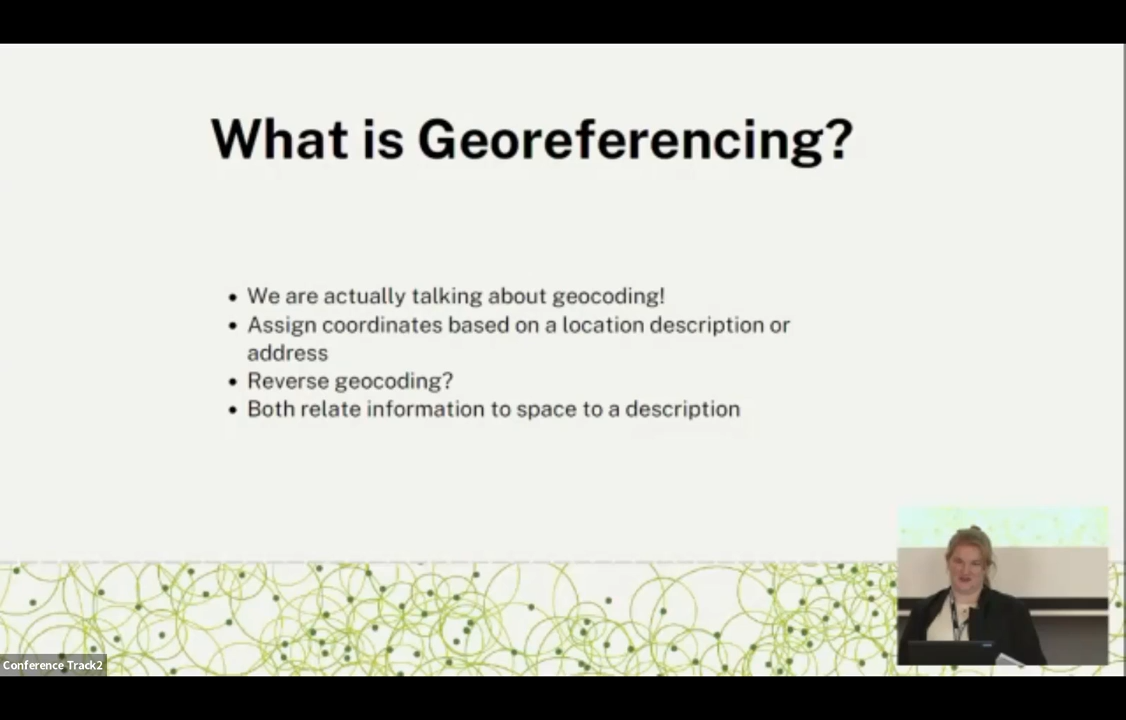 What is Georeferencing?
• We are actually talking about geocoding!
• Assign coordinates based on a location description or
address
• Reverse geocoding?
• Both relate information to space to a description
Conference Track2